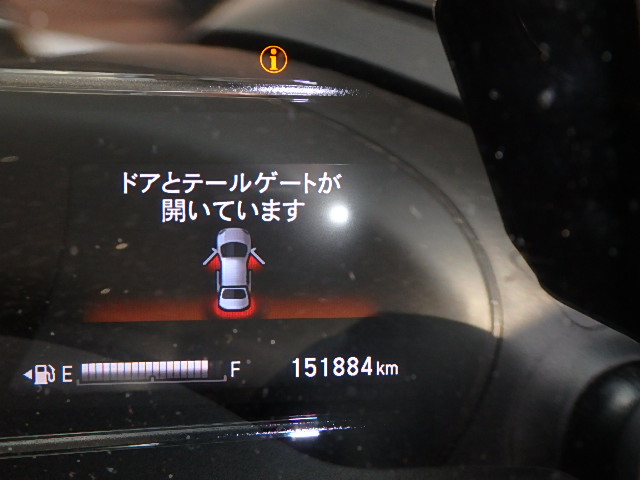 i
ドアとテールゲートが
開いています
E F 151884km